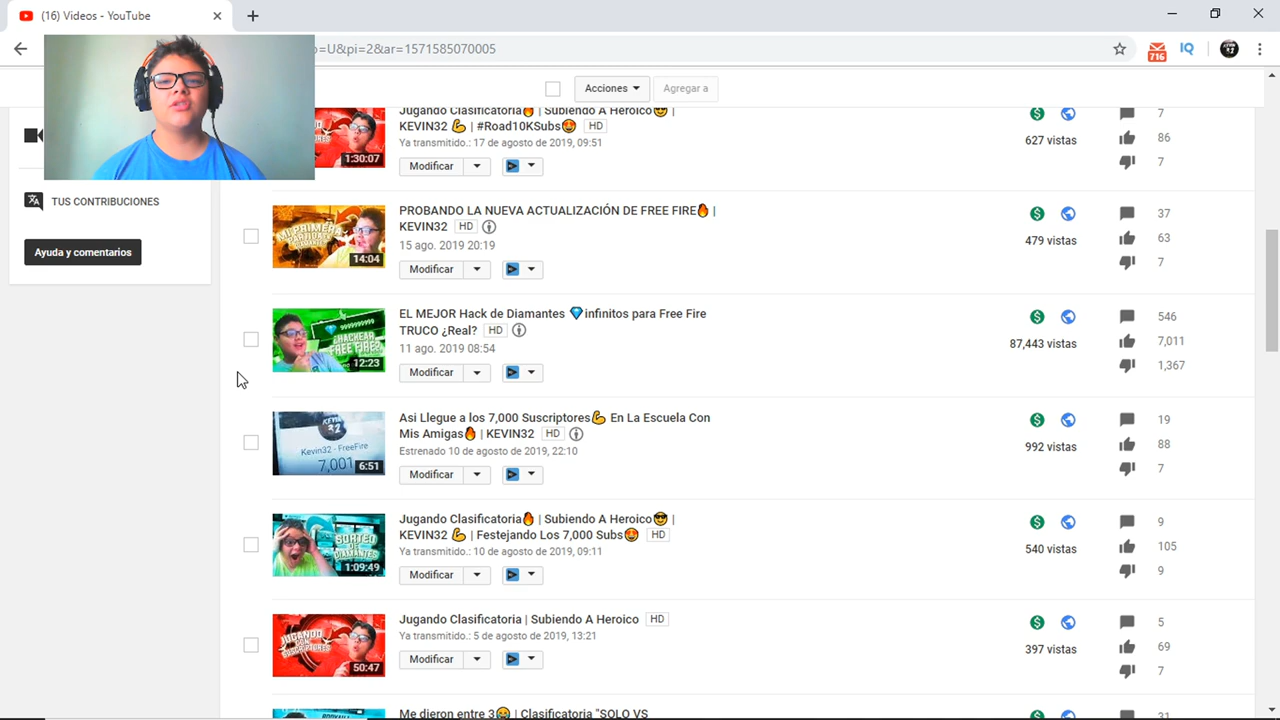 (16) Videos - YouTube
=U&pi=2&ar=1571585070005
716
IQ
Acciones
Agregar a
TUS CONTRIBUCIONES
Ayuda y comentarios
Jugando Clasificatoria🔥 | Subiendo A Heroico😎 |
KEVIN32 💪 | #Road10KSubs🤩 HD
Ya transmitido.: 17 de agosto de 2019, 09:51
1:30:07
Modificar
627 vistas
7
86
7
PROBANDO LA NUEVA ACTUALIZACIÓN DE FREE FIRE🔥 |
KEVIN32 HD
15 ago. 2019 20:19
14:04
Modificar
479 vistas
37
63
7
EL MEJOR Hack de Diamantes 💎infinitos para Free Fire
TRUCO ¿Real? HD
11 ago. 2019 08:54
999999999
¿HACKEAR
FREE FIRE?
12:23
Modificar
87,443 vistas
546
7,011
1,367
Asi Llegue a los 7,000 Suscriptores💪 En La Escuela Con
Mis Amigas🔥 | KEVIN32 HD
Estrenado 10 de agosto de 2019, 22:10
Kevin32 - FreeFire
7,001
6:51
Modificar
992 vistas
19
88
7
Jugando Clasificatoria🔥 | Subiendo A Heroico😎 |
KEVIN32 💪 | Festejando Los 7,000 Subs🤩 HD
Ya transmitido.: 10 de agosto de 2019, 09:11
SORTEO
DE
DIAMANTES
1:09:49
Modificar
540 vistas
9
105
9
Jugando Clasificatoria | Subiendo A Heroico HD
Ya transmitido.: 5 de agosto de 2019, 13:21
JUGANDO
CON
SUSCRIPTORES
50:47
Modificar
397 vistas
5
69
7
Me dieron entre 3😂 | Clasificatoria "SOLO VS
31